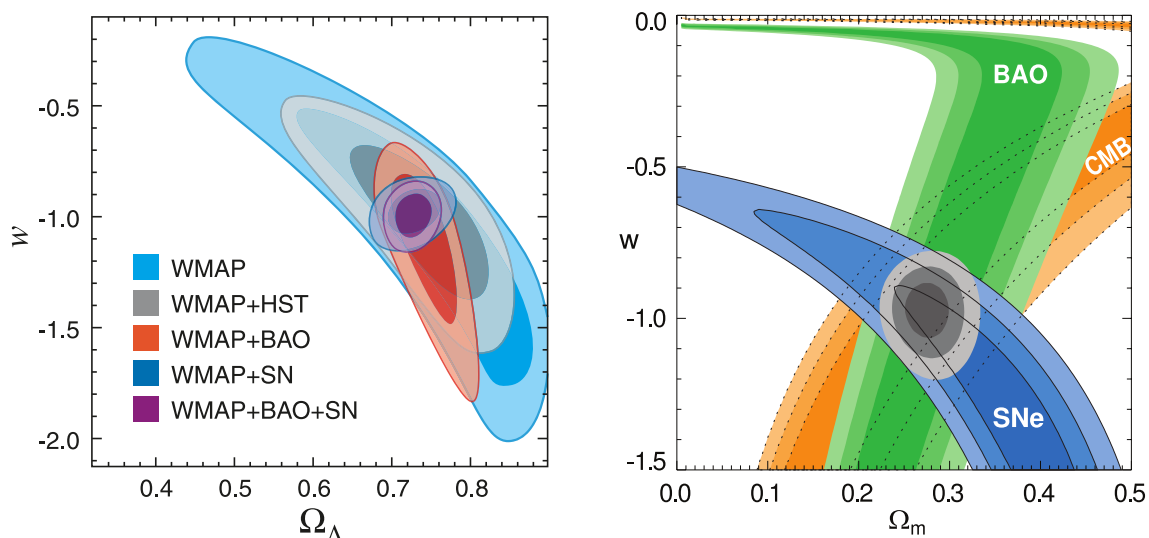 -0.5
-1.0
-1.5
-2.0
w
WMAP
WMAP+HST
WMAP+BAO
WMAP+SN
WMAP+BAO+SN
0.4 0.5 0.6 0.7 0.8
Ω_Λ
0.0
-0.5
-1.0
-1.5
w
BAO
CMB
SNe
0.0 0.1 0.2 0.3 0.4 0.5
Ω_m